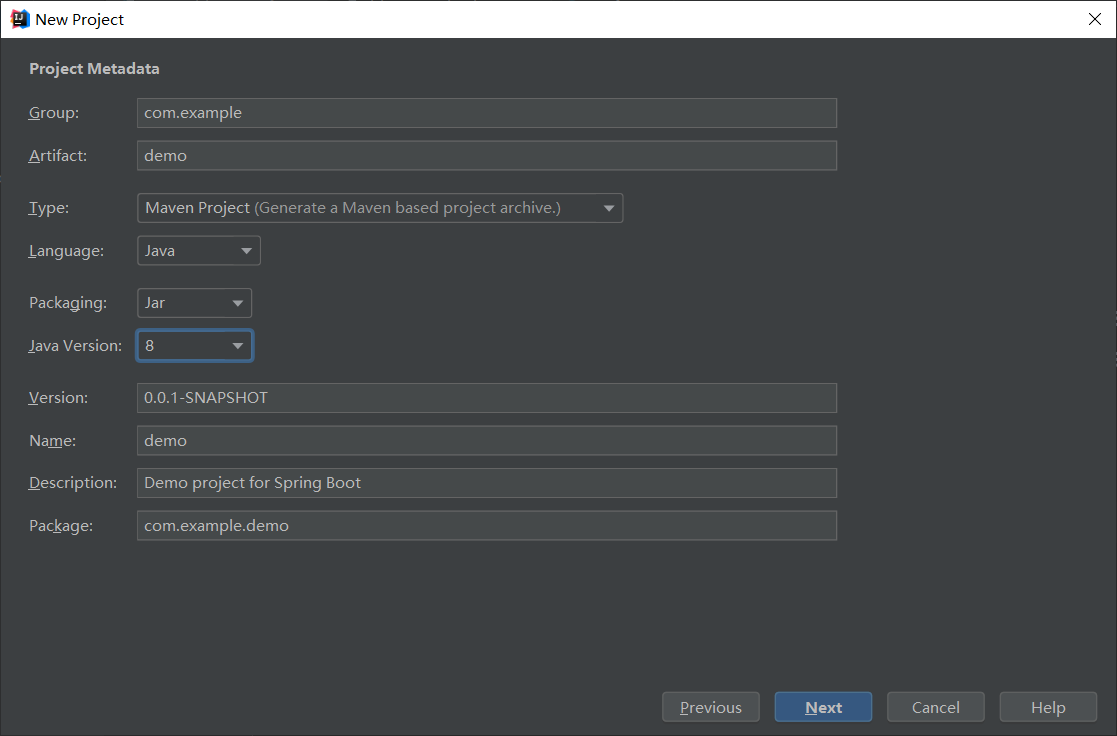 New Project
Project Metadata
Group: com.example
Artifact: demo
Type: Maven Project (Generate a Maven based project archive.)
Language: Java
Packaging: Jar
Java Version: 8
Version: 0.0.1-SNAPSHOT
Name: demo
Description: Demo project for Spring Boot
Package: com.example.demo
Previous Next Cancel Help